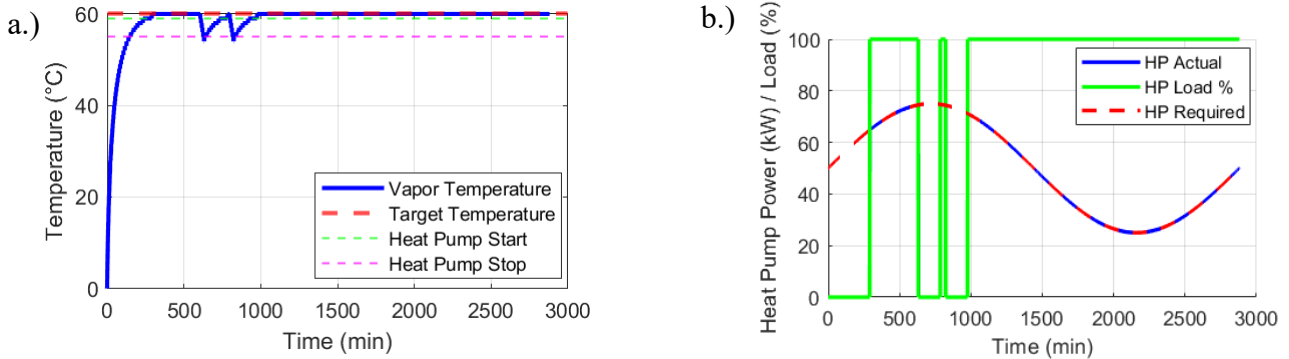 a.)
60
40
20
0
Temperature (°C)
0 500 1000 1500 2000 2500 3000
Time (min)
Vapor Temperature
Target Temperature
Heat Pump Start
Heat Pump Stop
b.)
100
80
60
40
20
0
Heat Pump Power (kW) / Load (%)
0 500 1000 1500 2000 2500 3000
Time (min)
HP Actual
HP Load %
HP Required